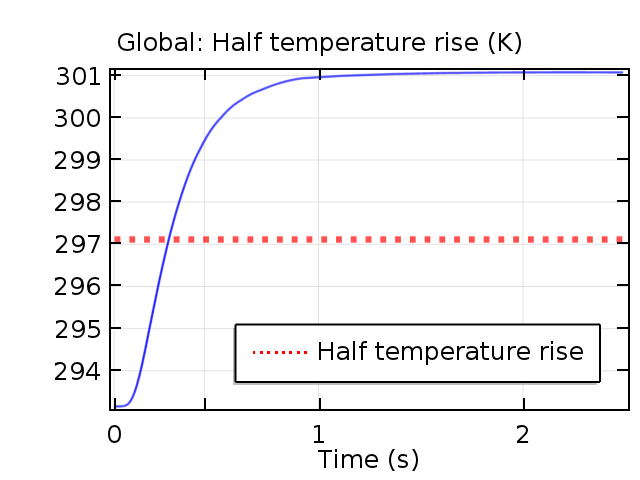 Global: Half temperature rise (K)
301
300
299
298
297
296
295
294
Half temperature rise
0 1 2
Time (s)